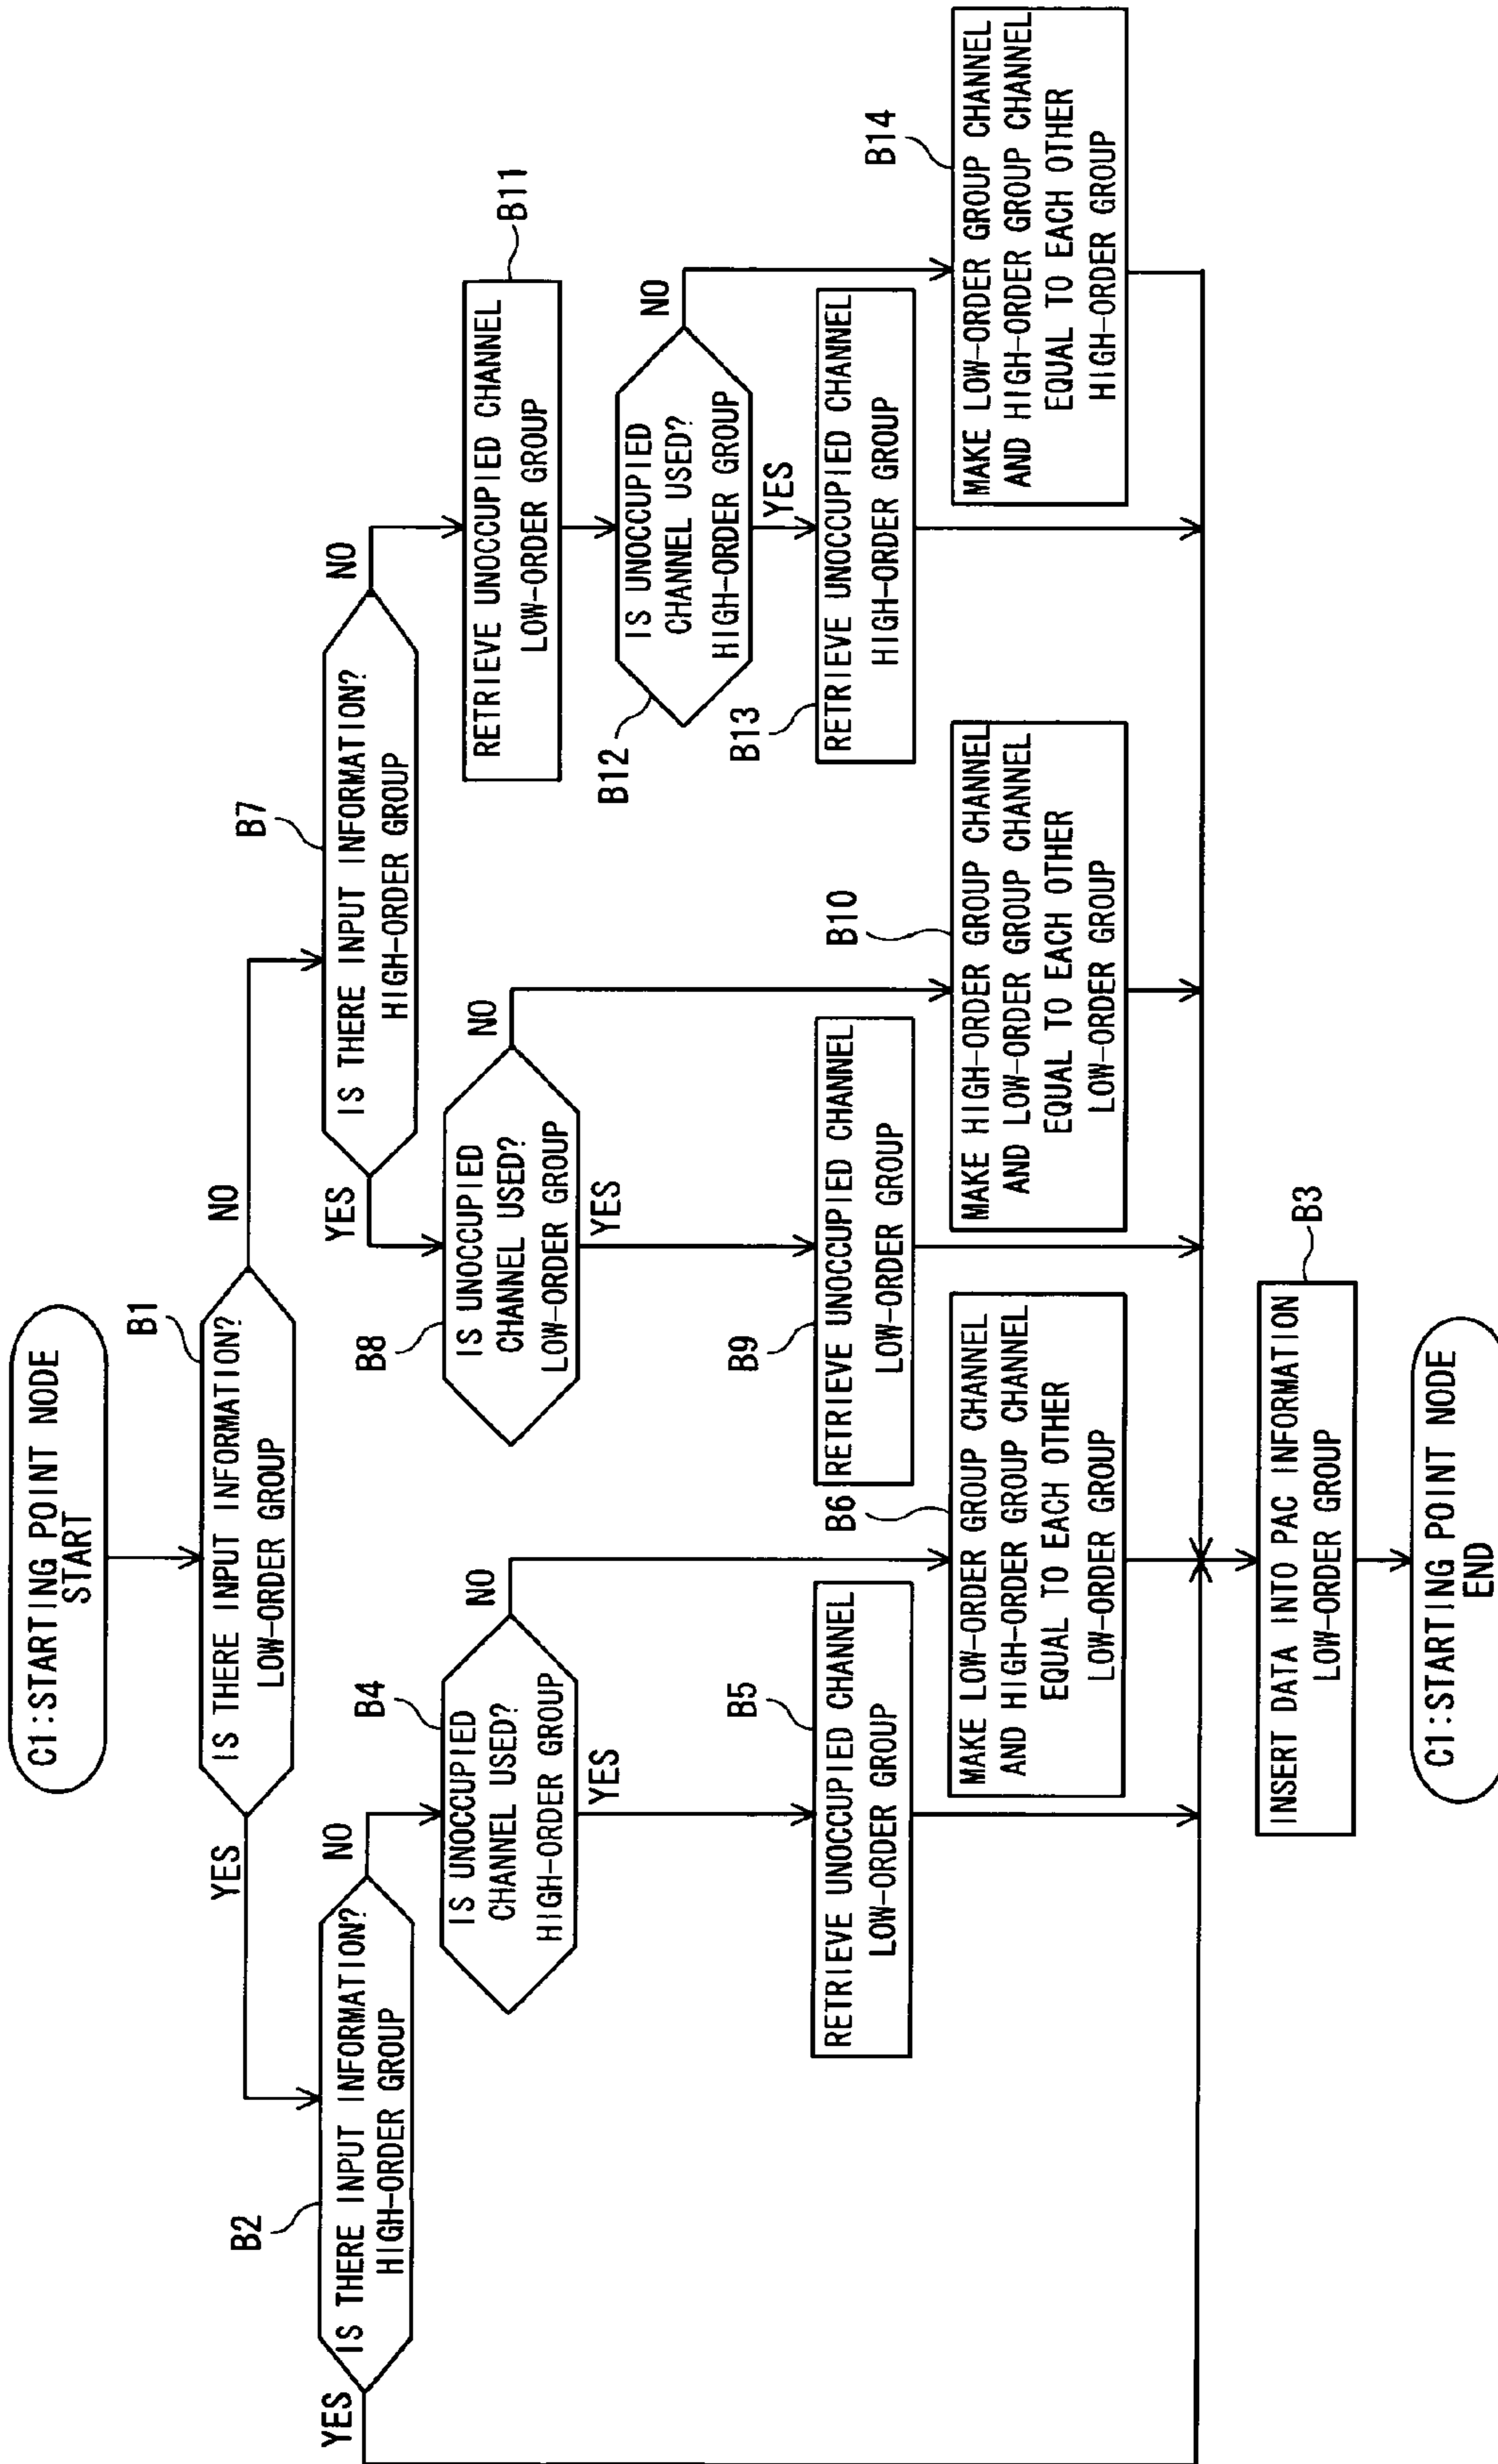 C1:STARTING POINT NODE
START
B1
IS THERE INPUT INFORMATION?
LOW-ORDER GROUP
YES
NO
B2
IS THERE INPUT INFORMATION?
HIGH-ORDER GROUP
YES
NO
B4
IS UNOCCUPIED
CHANNEL USED?
HIGH-ORDER GROUP
YES
NO
B5
RETRIEVE UNOCCUPIED CHANNEL
LOW-ORDER GROUP
B6
MAKE LOW-ORDER GROUP CHANNEL
AND HIGH-ORDER GROUP CHANNEL
EQUAL TO EACH OTHER
LOW-ORDER GROUP
B7
IS THERE INPUT INFORMATION?
HIGH-ORDER GROUP
YES
NO
B8
IS UNOCCUPIED
CHANNEL USED?
LOW-ORDER GROUP
YES
NO
B9
RETRIEVE UNOCCUPIED CHANNEL
LOW-ORDER GROUP
B10
MAKE HIGH-ORDER GROUP CHANNEL
AND LOW-ORDER GROUP CHANNEL
EQUAL TO EACH OTHER
LOW-ORDER GROUP
B11
RETRIEVE UNOCCUPIED CHANNEL
LOW-ORDER GROUP
B12
IS UNOCCUPIED
CHANNEL USED?
HIGH-ORDER GROUP
YES
NO
B13
RETRIEVE UNOCCUPIED CHANNEL
HIGH-ORDER GROUP
B14
MAKE LOW-ORDER GROUP CHANNEL
AND HIGH-ORDER GROUP CHANNEL
EQUAL TO EACH OTHER
HIGH-ORDER GROUP
B3
INSERT DATA INTO PAC INFORMATION
LOW-ORDER GROUP
C1:STARTING POINT NODE
END